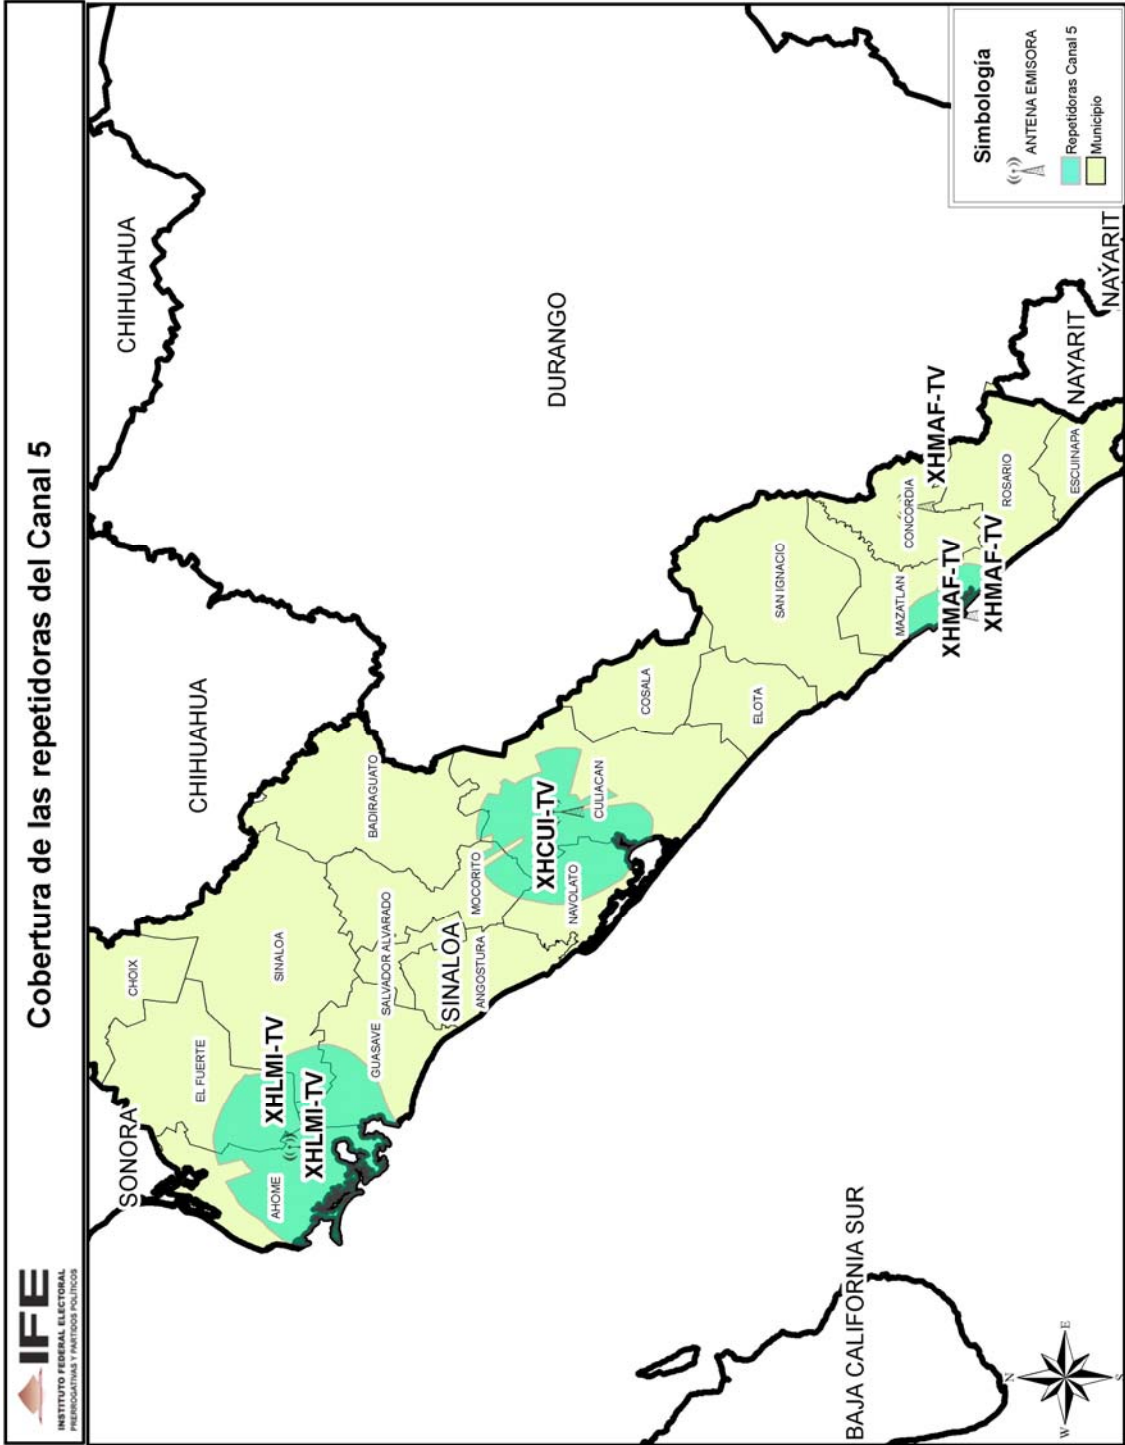 IFE
INSTITUTO FEDERAL ELECTORAL
PRERROGATIVAS Y PARTIDOS POLÍTICOS
Cobertura de las repetidoras del Canal 5
CHIHUAHUA
CHIHUAHUA
SONORA
CHOIX
EL FUERTE
SINALOA
XHLMI-TV
XHLMI-TV
AHOME
BADIRAGUATO
GUASAVE
SALVADOR ALVARADO
SINALOA
MOCORITO
ANGOSTURA
XHCUI-TV
DURANGO
NAVOLATO
CULIACAN
COSALA
ELOTA
SAN IGNACIO
BAJA CALIFORNIA SUR
MAZATLAN
CONCORDIA
XHMAF-TV
XHMAF-TV
XHMAF-TV
ROSARIO
ESCUINAPA
NAYARIT
NAYARIT
Simbología
ANTENA EMISORA
Repetidoras Canal 5
Municipio
N
W
E
S